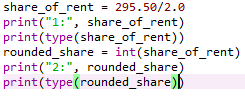 share_of_rent = 295.50/2.0
print("1:", share_of_rent)
print(type(share_of_rent))
rounded_share = int(share_of_rent)
print("2:", rounded_share)
print(type(rounded_share))